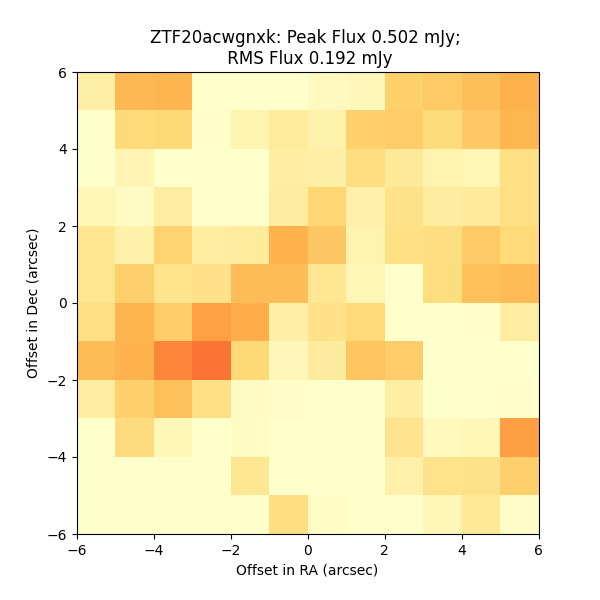 ZTF20acwgnxk: Peak Flux 0.502 mJy;
RMS Flux 0.192 mJy
6
4
2
0
−2
−4
−6
Offset in Dec (arcsec)
−6 −4 −2 0 2 4 6
Offset in RA (arcsec)